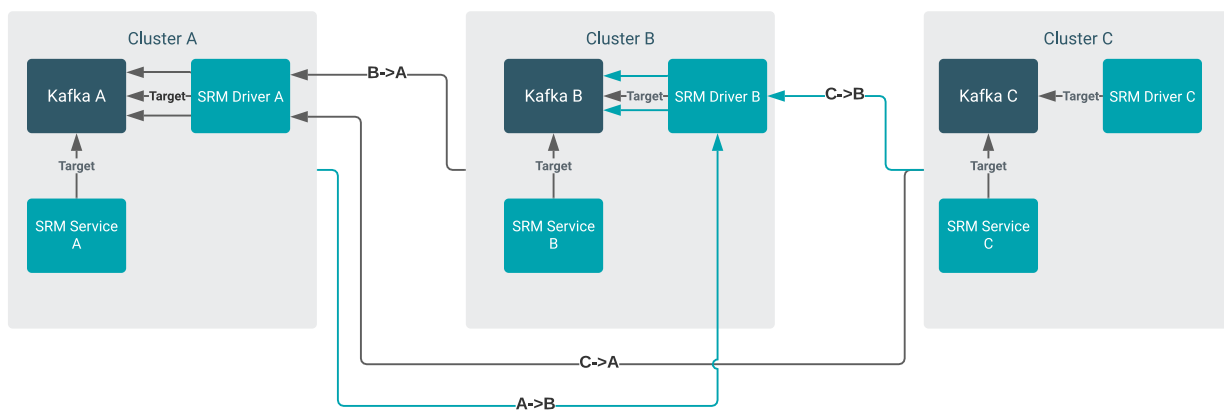 Cluster A
Kafka A
Target
SRM Driver A
Target
SRM Service
A
B->A
Cluster B
Kafka B
Target
SRM Driver B
Target
SRM Service
B
C->B
Cluster C
Kafka C
Target
SRM Driver C
Target
SRM Service
C
C->A
A->B